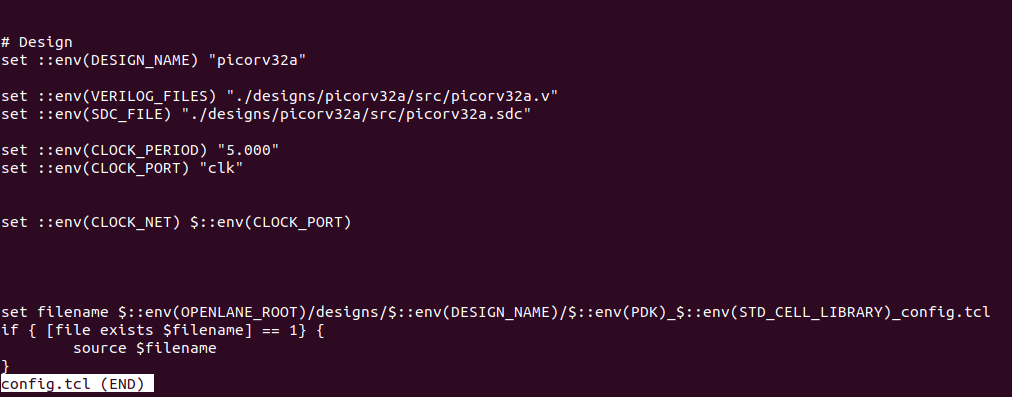 # Design
set ::env(DESIGN_NAME) "picorv32a"
set ::env(VERILOG_FILES) "./designs/picorv32a/src/picorv32a.v"
set ::env(SDC_FILE) "./designs/picorv32a/src/picorv32a.sdc"
set ::env(CLOCK_PERIOD) "5.000"
set ::env(CLOCK_PORT) "clk"
set ::env(CLOCK_NET) $::env(CLOCK_PORT)
set filename $::env(OPENLANE_ROOT)/designs/$::env(DESIGN_NAME)/$::env(PDK)_$::env(STD_CELL_LIBRARY)_config.tcl
if { [file exists $filename] == 1} {
        source $filename
}
config.tcl (END)